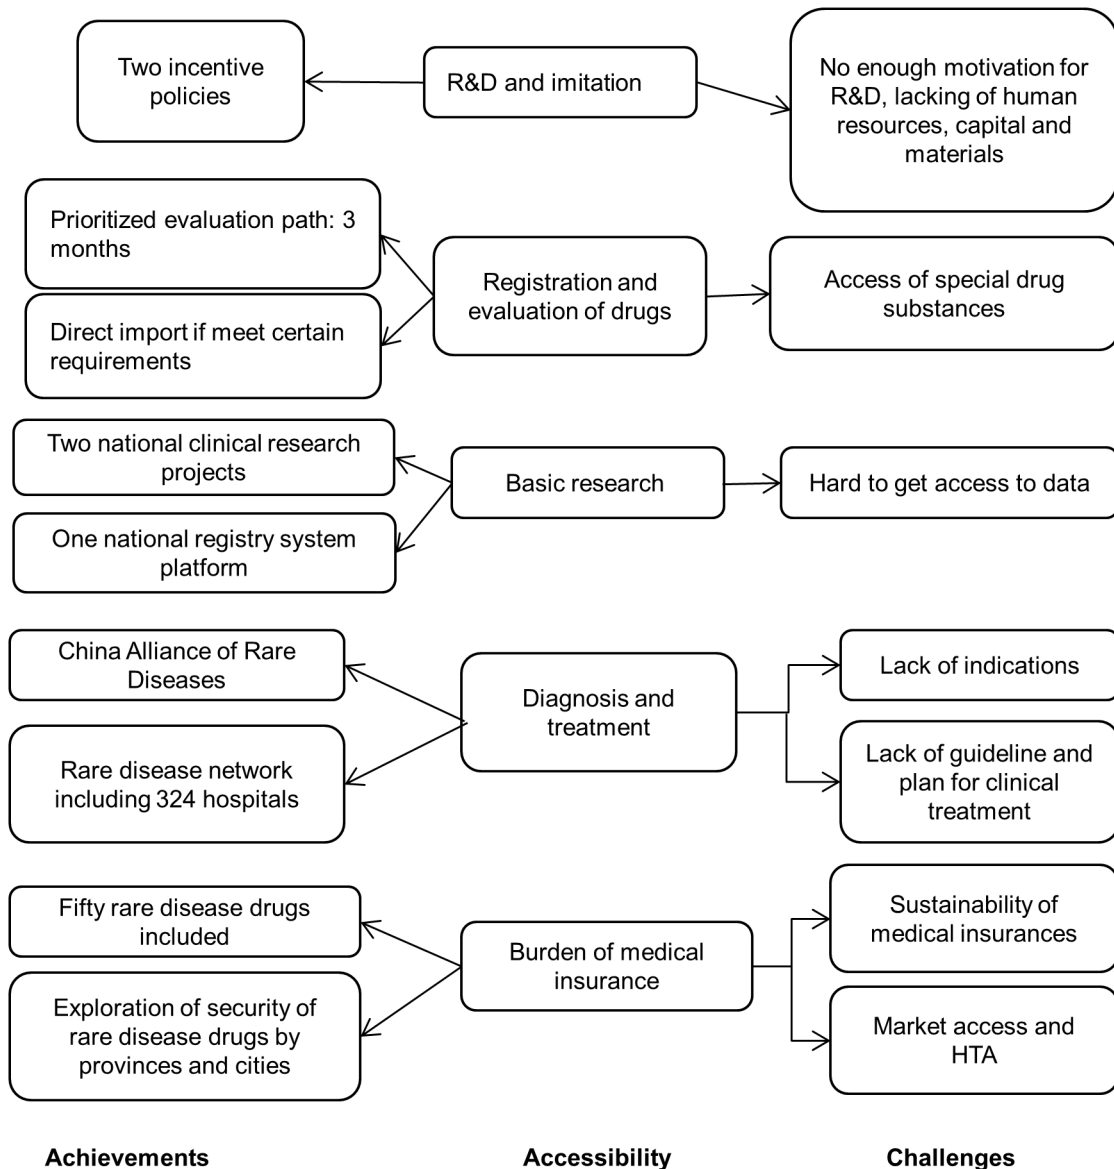 Two incentive
policies
R&D and imitation
No enough motivation for
R&D, lacking of human
resources, capital and
materials
Prioritized evaluation path: 3
months
Direct import if meet certain
requirements
Registration and
evaluation of drugs
Access of special drug
substances
Two national clinical research
projects
One national registry system
platform
Basic research
Hard to get access to data
China Alliance of Rare
Diseases
Rare disease network
including 324 hospitals
Diagnosis and
treatment
Lack of indications
Lack of guideline and
plan for clinical
treatment
Fifty rare disease drugs
included
Exploration of security of
rare disease drugs by
provinces and cities
Burden of medical
insurance
Sustainability of
medical insurances
Market access and
HTA
Achievements
Accessibility
Challenges